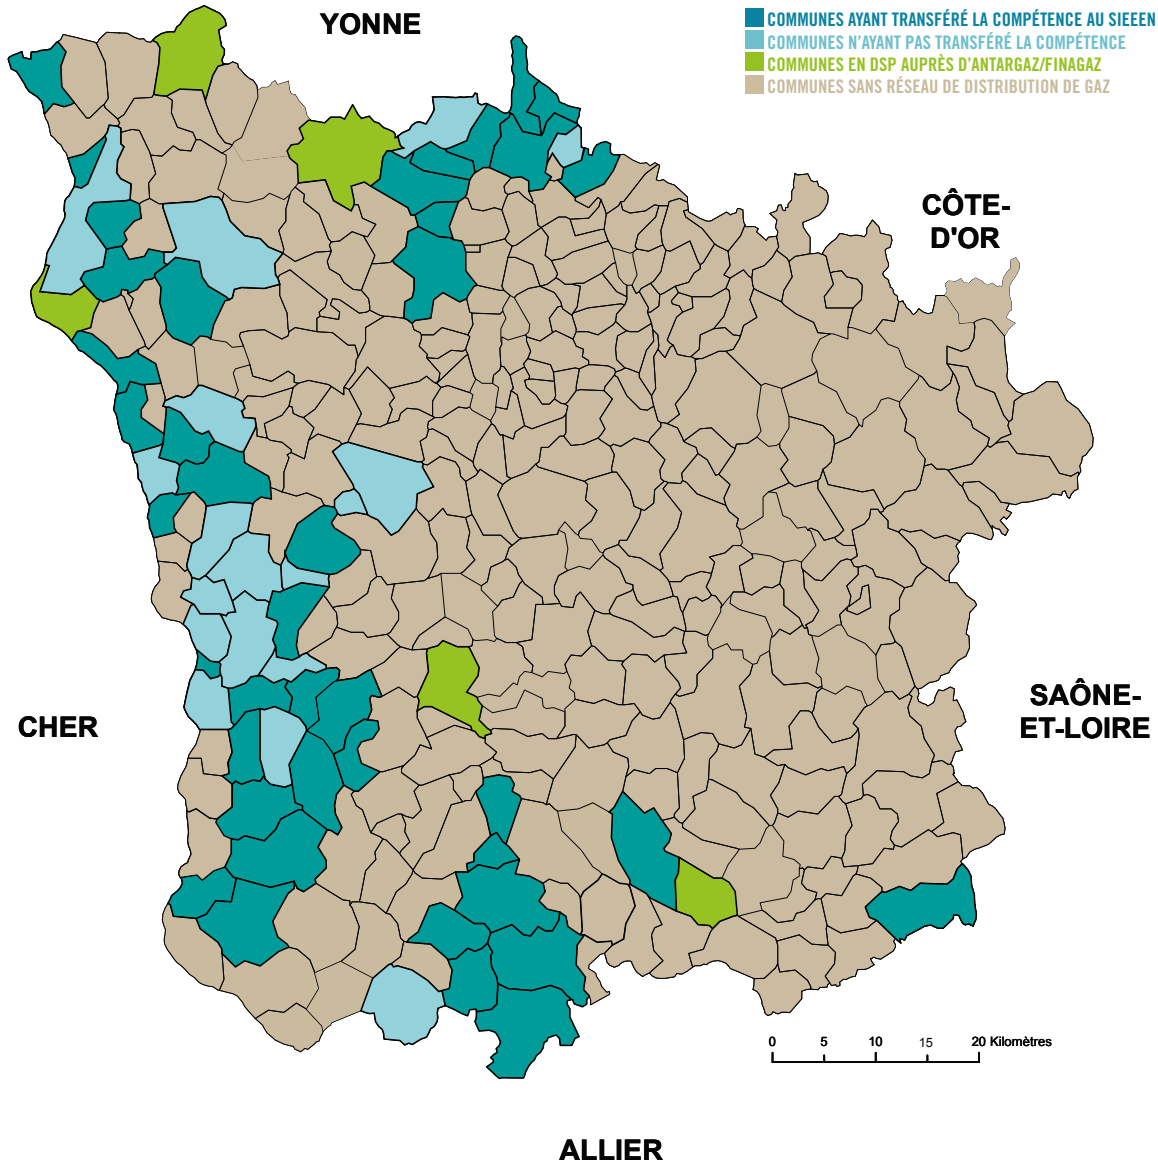 YONNE
COMMUNES AYANT TRANSFÉRÉ LA COMPÉTENCE AU SIEEEN
COMMUNES N'AYANT PAS TRANSFÉRÉ LA COMPÉTENCE
COMMUNES EN DSP AUPRÈS D'ANTARGAZ/FINAGAZ
COMMUNES SANS RÉSEAU DE DISTRIBUTION DE GAZ
CÔTE-
D'OR
SAÔNE-
ET-LOIRE
CHER
0 5 10 15 20 Kilomètres
ALLIER